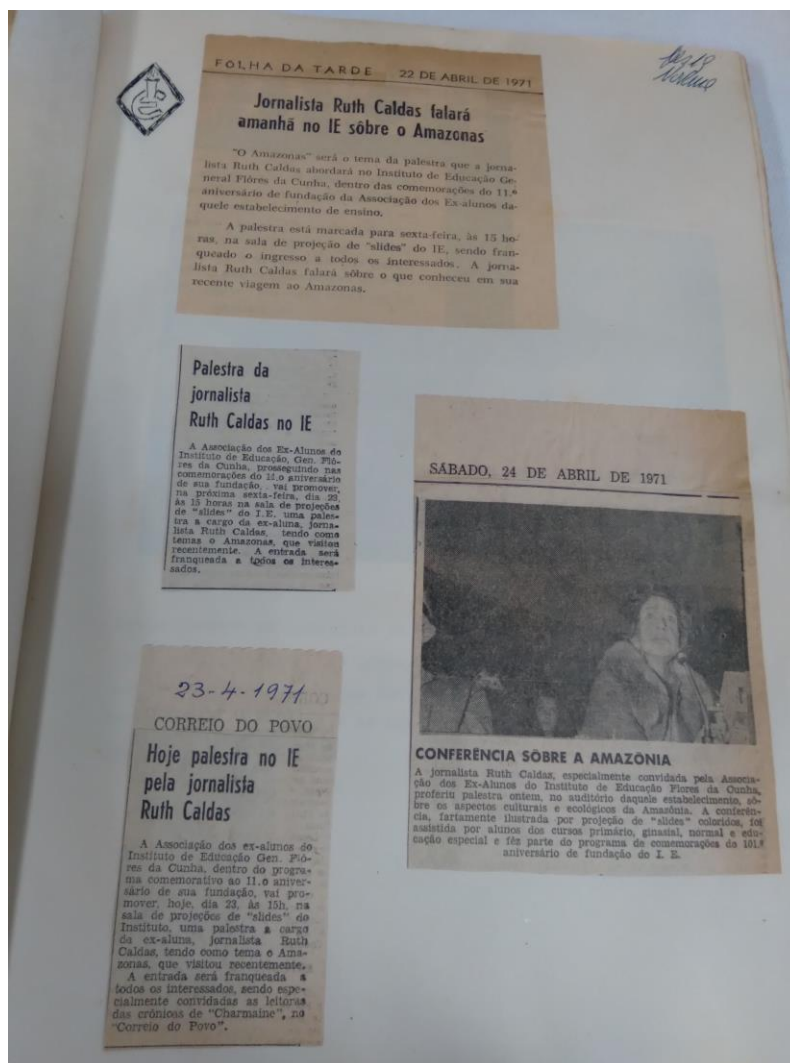 FOLHA DA TARDE 22 DE ABRIL DE 1971
Jornalista Ruth Caldas falará
amanhã no IE sôbre o Amazonas
"O Amazonas" será o tema da palestra que a jorna-
lista Ruth Caldas abordará no Instituto de Educação Ge-
neral Flôres da Cunha, dentro das comemorações do 11.º
aniversário de fundação da Associação dos Ex-alunos da-
quele estabelecimento de ensino.
A palestra está marcada para sexta-feira, às 15 ho-
ras, na sala de projeção de "slides" do IE, sendo fran-
queado o ingresso a todos os interessados. A jorna-
lista Ruth Caldas falará sôbre o que conheceu em sua
recente viagem ao Amazonas.
Palestra da
jornalista
Ruth Caldas no IE
A Associação dos Ex-Alunos do
Instituto de Educação, Gen. Flô-
res da Cunha, prosseguindo nas
comemorações do 11.o aniversário
de sua fundação, vai promover,
na próxima sexta-feira, dia 23,
às 15 horas na sala de projeções
de "slides" do I.E, uma pales-
tra a cargo da ex-aluna, jorna-
lista Ruth Caldas, tendo como
temas o Amazonas, que visitou
recentemente. A entrada será
franqueada a todos os interes-
sados.
SÁBADO, 24 DE ABRIL DE 1971
CONFERÊNCIA SÔBRE A AMAZÔNIA
A jornalista Ruth Caldas, especialmente convidada pela Associa-
ção dos Ex-Alunos do Instituto de Educação Flores da Cunha,
proferiu palestra ontem, no auditório daquele estabelecimento, sô-
bre os aspectos culturais e ecológicos da Amazônia. A conferên-
cia, fartamente ilustrada por projeção de "slides" coloridos, foi
assistida por alunos dos cursos primário, ginasial, normal e edu-
cação especial e fêz parte do programa de comemorações do 101.º
aniversário de fundação do I. E.
23-4-1971
CORREIO DO POVO
Hoje palestra no IE
pela jornalista
Ruth Caldas
A Associação dos ex-alunos do
Instituto de Educação Gen. Flô-
res da Cunha, dentro do progra-
ma comemorativo ao 11.o aniver-
sário de sua fundação, vai pro-
mover, hoje, dia 23, às 15h, na
sala de projeções de "slides" do
Instituto, uma palestra a cargo
da ex-aluna, jornalista Ruth
Caldas, tendo como tema o Ama-
zonas, que visitou recentemente.
A entrada será franqueada a
todos os interessados, sendo espe-
cialmente convidadas as leitoras
das crônicas de "Charmaine", no
"Correio do Povo".